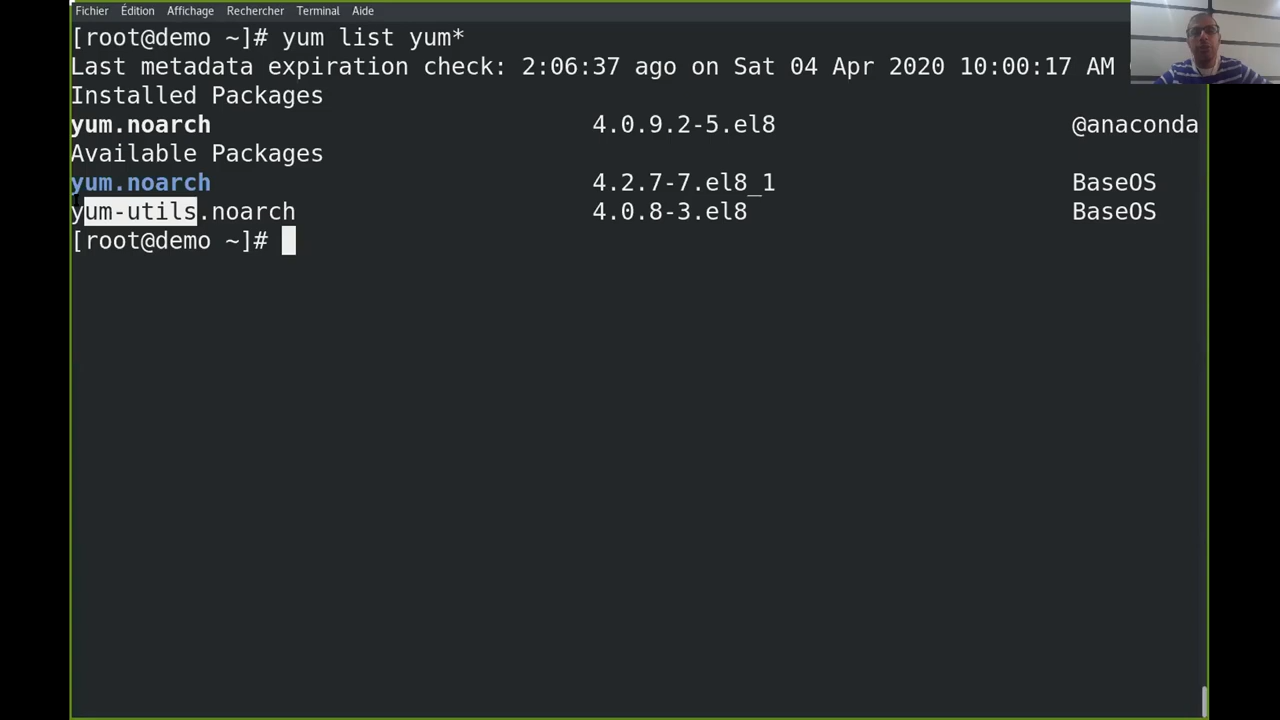 Fichier Édition Affichage Rechercher Terminal Aide
[root@demo ~]# yum list yum*
Last metadata expiration check: 2:06:37 ago on Sat 04 Apr 2020 10:00:17 AM
Installed Packages
yum.noarch 4.0.9.2-5.el8 @anaconda
Available Packages
yum.noarch 4.2.7-7.el8_1 BaseOS
yum-utils.noarch 4.0.8-3.el8 BaseOS
[root@demo ~]#